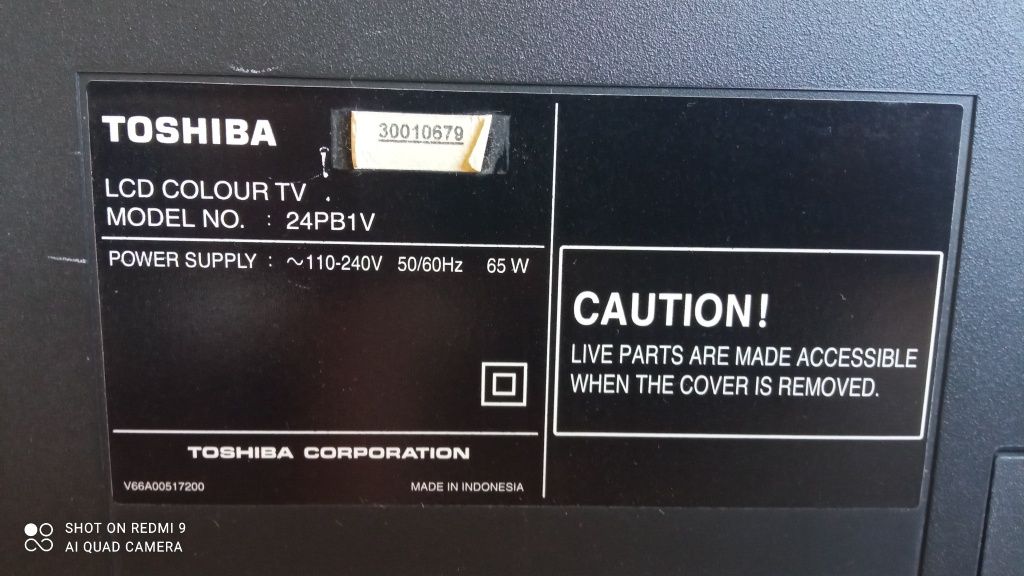 TOSHIBA
30010679
LCD COLOUR TV
MODEL NO. : 24PB1V
POWER SUPPLY : ～110-240V 50/60Hz 65 W
CAUTION!
LIVE PARTS ARE MADE ACCESSIBLE
WHEN THE COVER IS REMOVED.
TOSHIBA CORPORATION
V66A00517200 MADE IN INDONESIA
SHOT ON REDMI 9
AI QUAD CAMERA